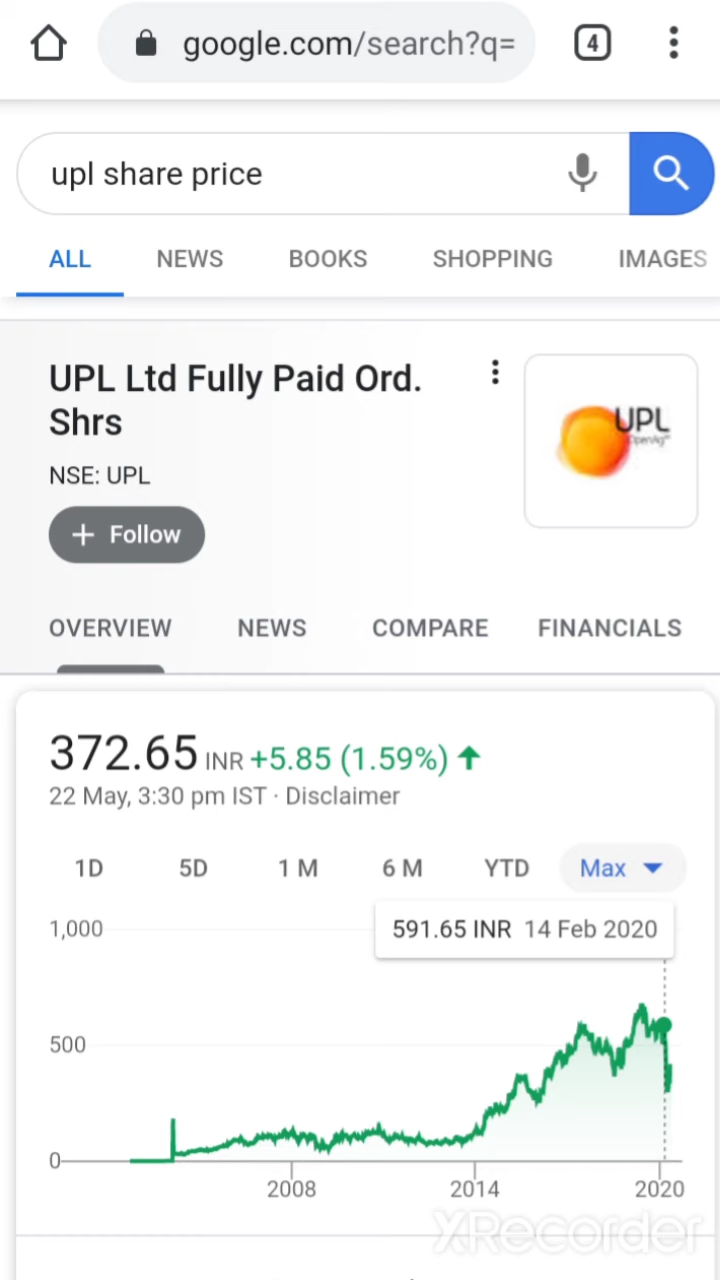 google.com/search?q=
4
upl share price
ALL NEWS BOOKS SHOPPING IMAGES
UPL Ltd Fully Paid Ord.
Shrs
NSE: UPL
UPL
OpenAg
+ Follow
OVERVIEW NEWS COMPARE FINANCIALS
372.65 INR +5.85 (1.59%)
22 May, 3:30 pm IST · Disclaimer
1D 5D 1 M 6 M YTD Max
591.65 INR 14 Feb 2020
1,000
500
0
2008 2014 2020
XRecorder